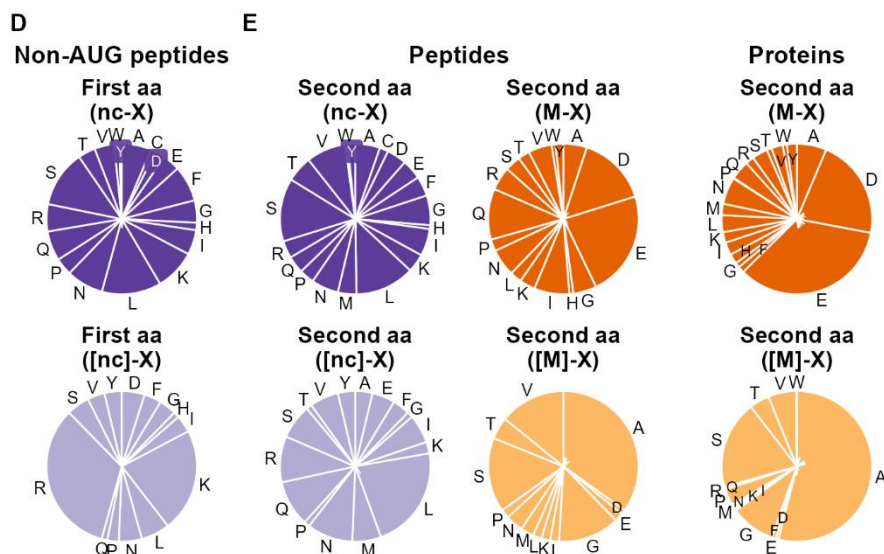 D E
Non-AUG peptides Peptides Proteins
First aa Second aa Second aa Second aa
(nc-X) (nc-X) (M-X) (M-X)
W A C D E F G H I K L N P Q R S T V Y
W A C D E F G H I K L M N P Q R S T V Y
W A D E G H I K L N P Q R S T V Y
W A D E F G H I K L M N P Q R S T V Y
First aa Second aa Second aa Second aa
([nc]-X) ([nc]-X) ([M]-X) ([M]-X)
Y D F G H I K L N P Q R S V
Y A E F G I K L M N P Q R S T V
V A D E G I K L M N P S T
W A D F E G M P R Q N K I S T V